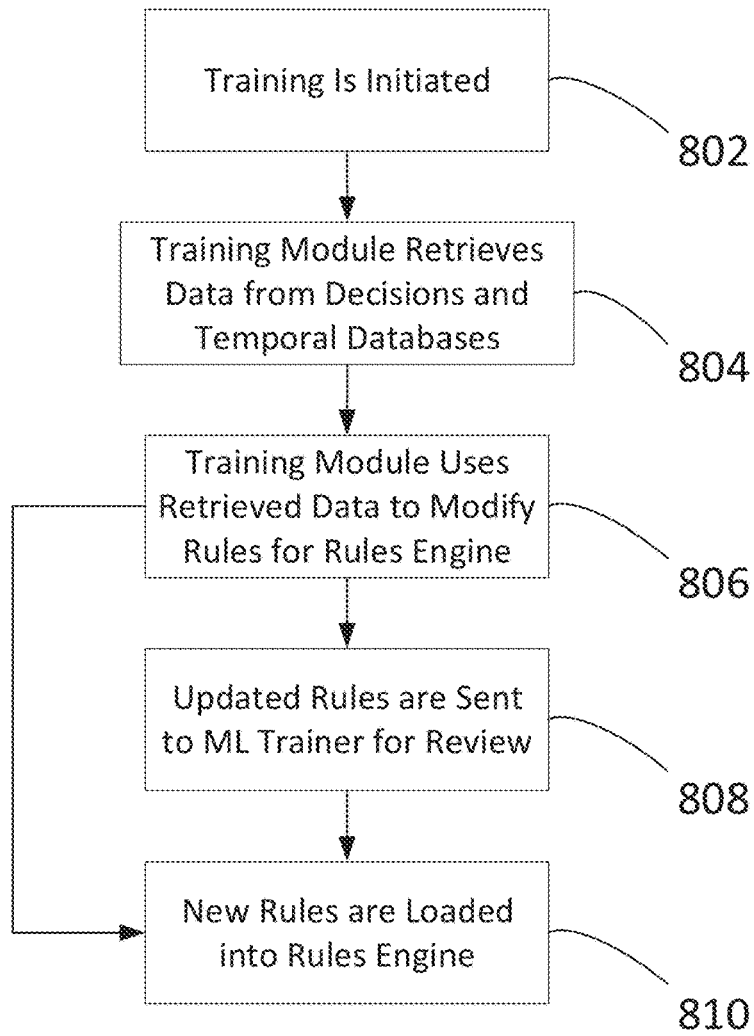 Training Is Initiated
802
Training Module Retrieves
Data from Decisions and
Temporal Databases
804
Training Module Uses
Retrieved Data to Modify
Rules for Rules Engine
806
Updated Rules are Sent
to ML Trainer for Review
808
New Rules are Loaded
into Rules Engine
810